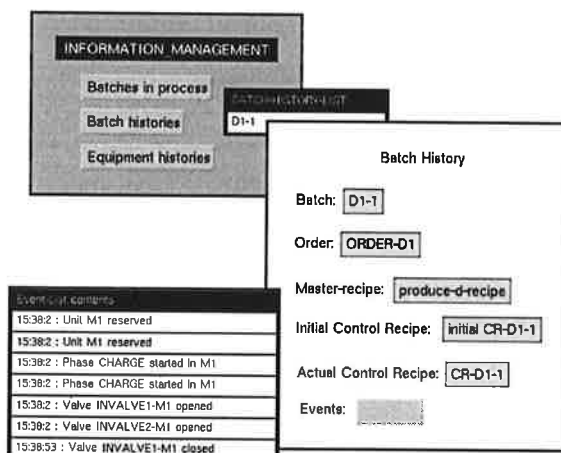 INFORMATION MANAGEMENT
Batches in process
Batch histories
Equipment histories
D1-1
Batch History
Batch: D1-1
Order: ORDER-D1
Master-recipe: produce-d-recipe
Initial Control Recipe: initial CR-D1-1
Actual Control Recipe: CR-D1-1
Events:
Event-List contents
15:38:2 : Unit M1 reserved
15:38:2 : Unit M1 reserved
15:38:2 : Phase CHARGE started in M1
15:38:2 : Phase CHARGE started in M1
15:38:2 : Valve INVALVE1-M1 opened
15:38:2 : Valve INVALVE2-M1 opened
15:38:53 : Valve INVALVE1-M1 closed